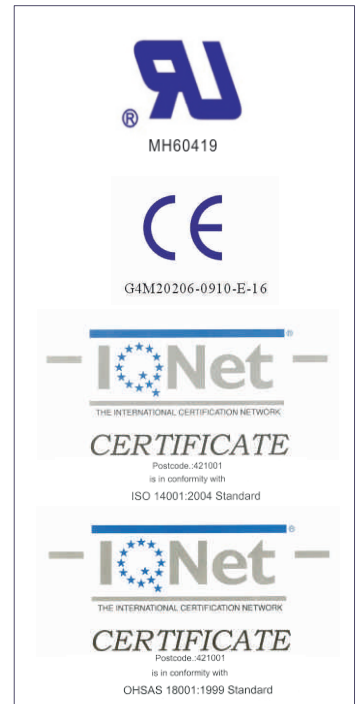 ®
MH60419
CE
G4M20206-0910-E-16
®
IQNet
THE INTERNATIONAL CERTIFICATION NETWORK
CERTIFICATE
Postcode.:421001
is in conformity with
ISO 14001:2004 Standard
®
IQNet
THE INTERNATIONAL CERTIFICATION NETWORK
CERTIFICATE
Postcode.:421001
is in conformity with
OHSAS 18001:1999 Standard